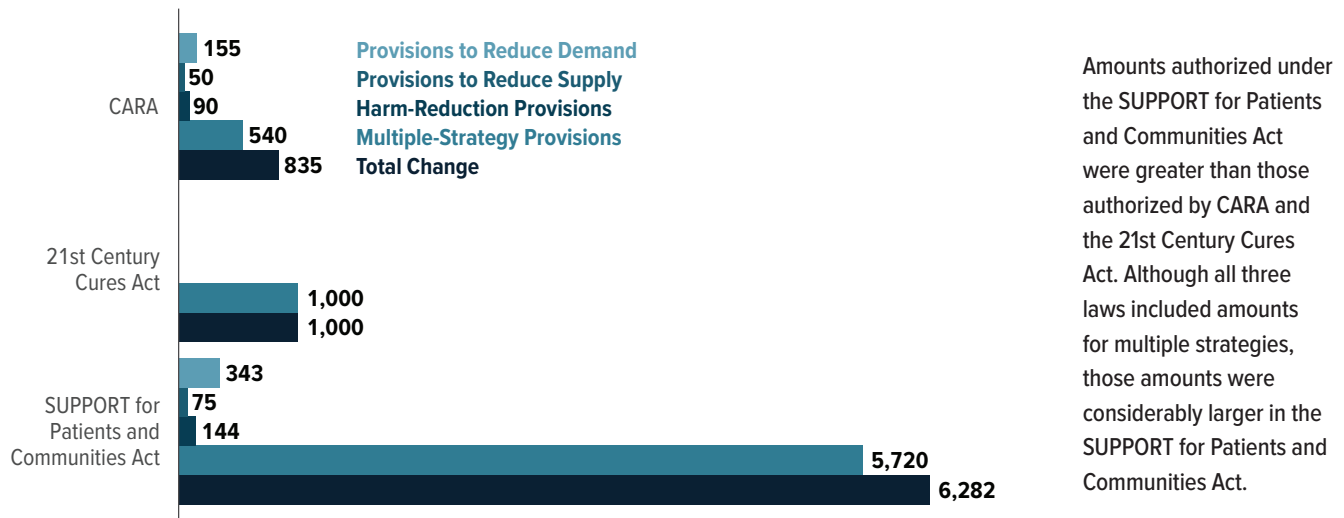 155
50
CARA
90
540
835
Provisions to Reduce Demand
Provisions to Reduce Supply
Harm-Reduction Provisions
Multiple-Strategy Provisions
Total Change
21st Century
Cures Act
1,000
1,000
343
75
SUPPORT for
Patients and
Communities Act
144
5,720
6,282
Amounts authorized under
the SUPPORT for Patients
and Communities Act
were greater than those
authorized by CARA and
the 21st Century Cures
Act. Although all three
laws included amounts
for multiple strategies,
those amounts were
considerably larger in the
SUPPORT for Patients and
Communities Act.